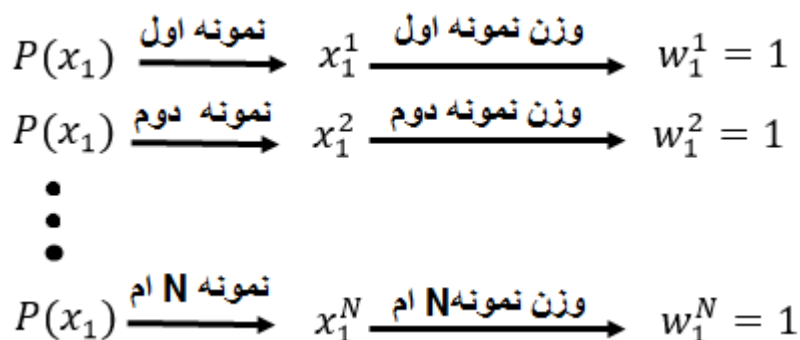 نمونه اول وزن نمونه اول
P(x₁) x₁¹ w₁¹ = 1
نمونه دوم وزن نمونه دوم
P(x₁) x₁² w₁² = 1
نمونه N ام وزن نمونهN ام
P(x₁) x₁ᴺ w₁ᴺ = 1